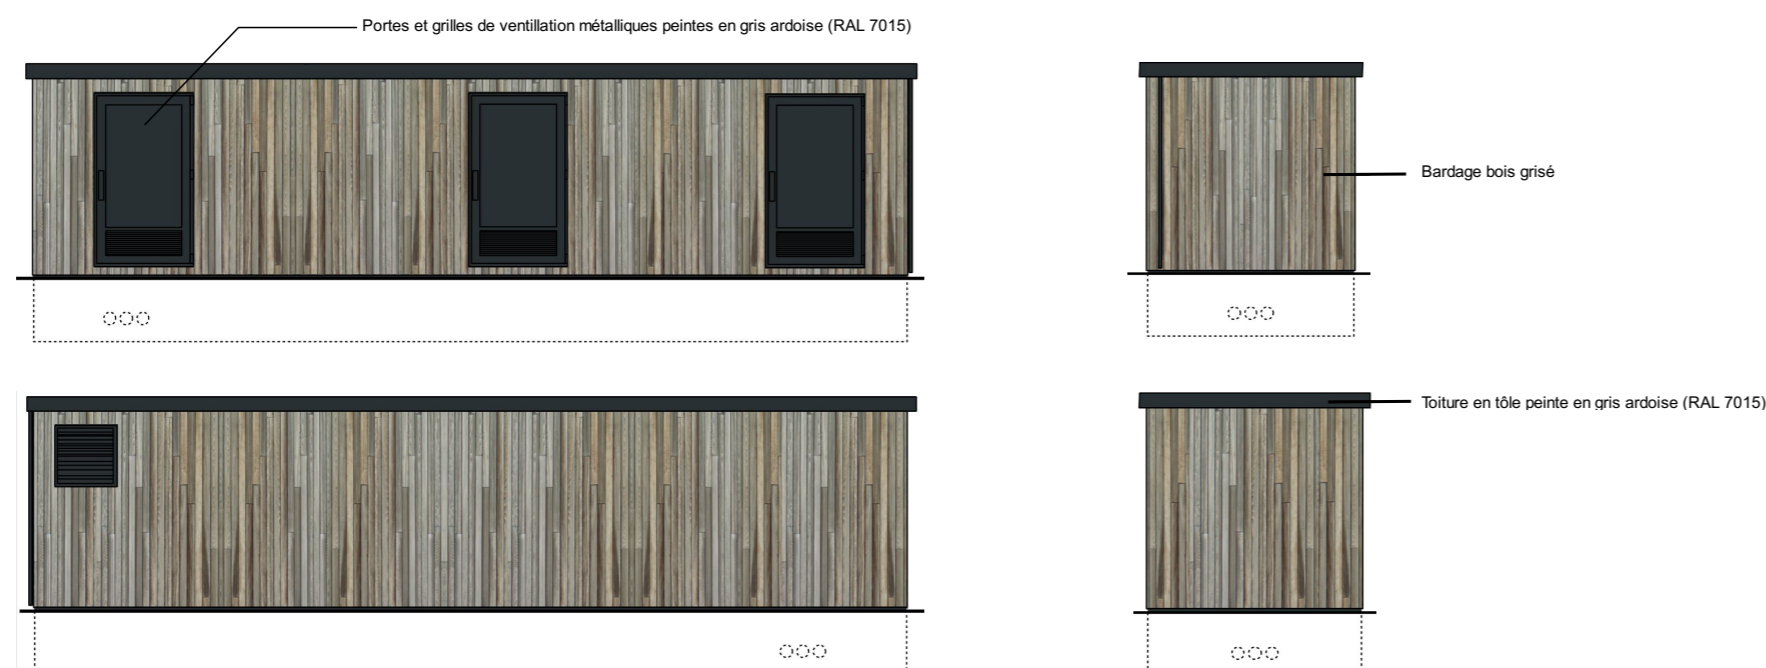 Portes et grilles de ventillation métalliques peintes en gris ardoise (RAL 7015)
Bardage bois grisé
Toiture en tôle peinte en gris ardoise (RAL 7015)